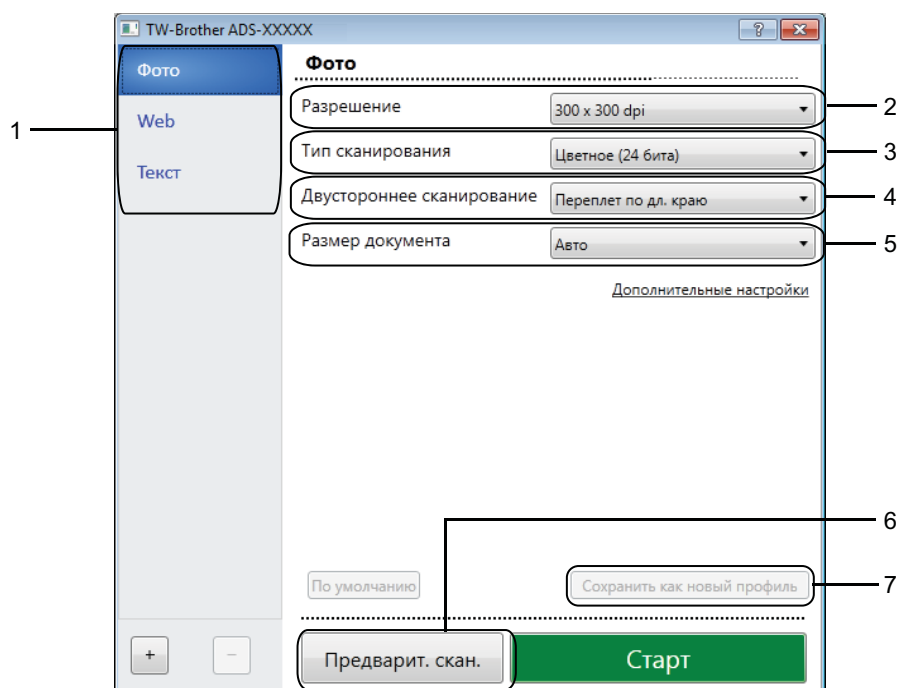 TW-Brother ADS-XXXXX
Фото
Web
Текст
1
Фото
Разрешение 300 x 300 dpi 2
Тип сканирования Цветное (24 бита) 3
Двустороннее сканирование Переплет по дл. краю 4
Размер документа Авто 5
Дополнительные настройки
6
По умолчанию Сохранить как новый профиль 7
+ − Предварит. скан. Старт